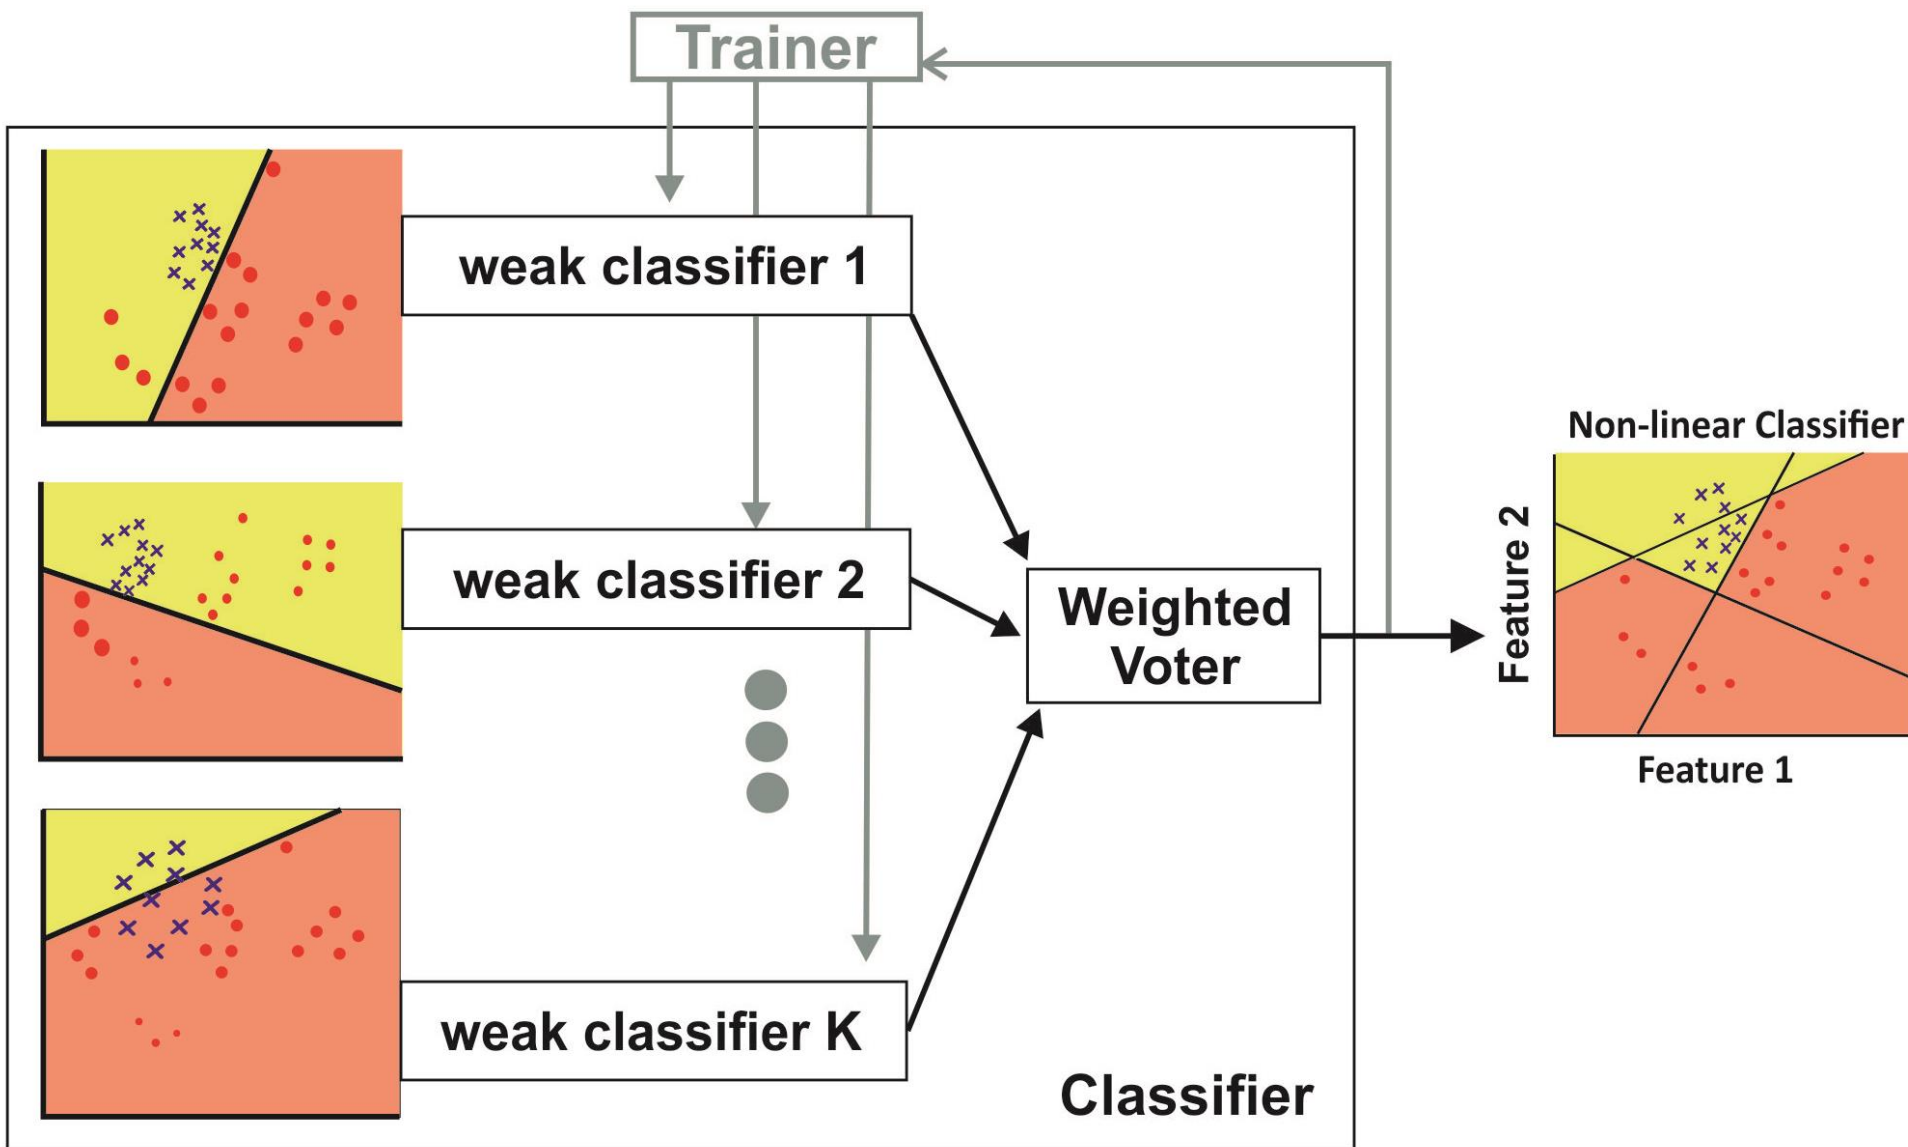 Trainer
weak classifier 1
weak classifier 2
weak classifier K
Weighted
Voter
Classifier
Non-linear Classifier
Feature 2
Feature 1